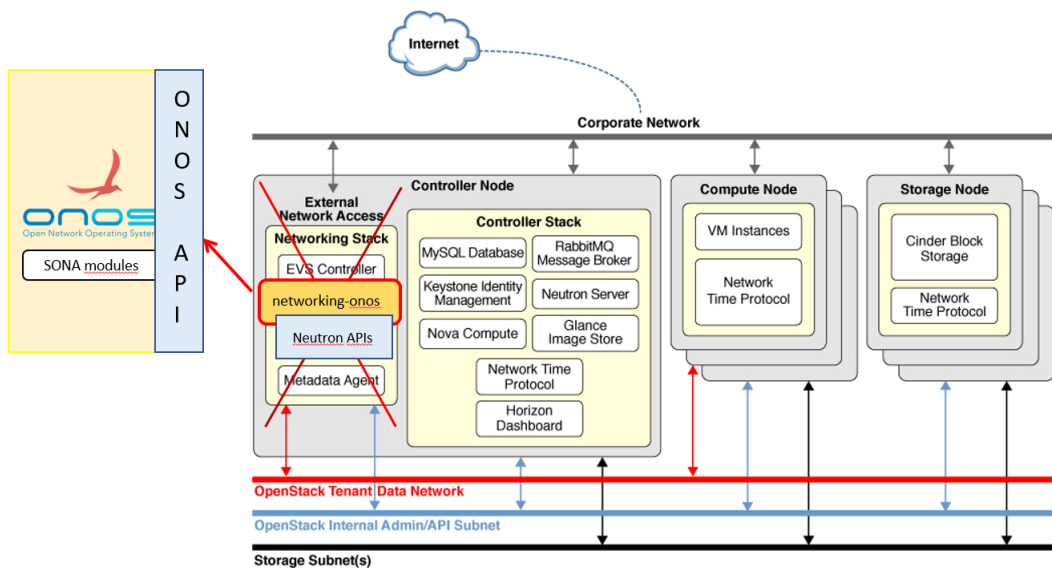 Internet
Corporate Network
O
N
O
S
A
P
I
onos
Open Network Operating System
SONA modules
Controller Node
External
Network Access
Networking Stack
EVS Controller
networking-onos
Neutron APIs
Metadata Agent
Controller Stack
MySQL Database
RabbitMQ
Message Broker
Keystone Identity
Management
Neutron Server
Nova Compute
Glance
Image Store
Network Time
Protocol
Horizon
Dashboard
Compute Node
VM Instances
Network
Time Protocol
Storage Node
Cinder Block
Storage
Network
Time Protocol
OpenStack Tenant Data Network
OpenStack Internal Admin/API Subnet
Storage Subnet(s)